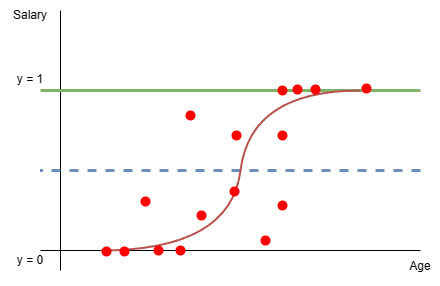 Salary
y = 1
y = 0
Age